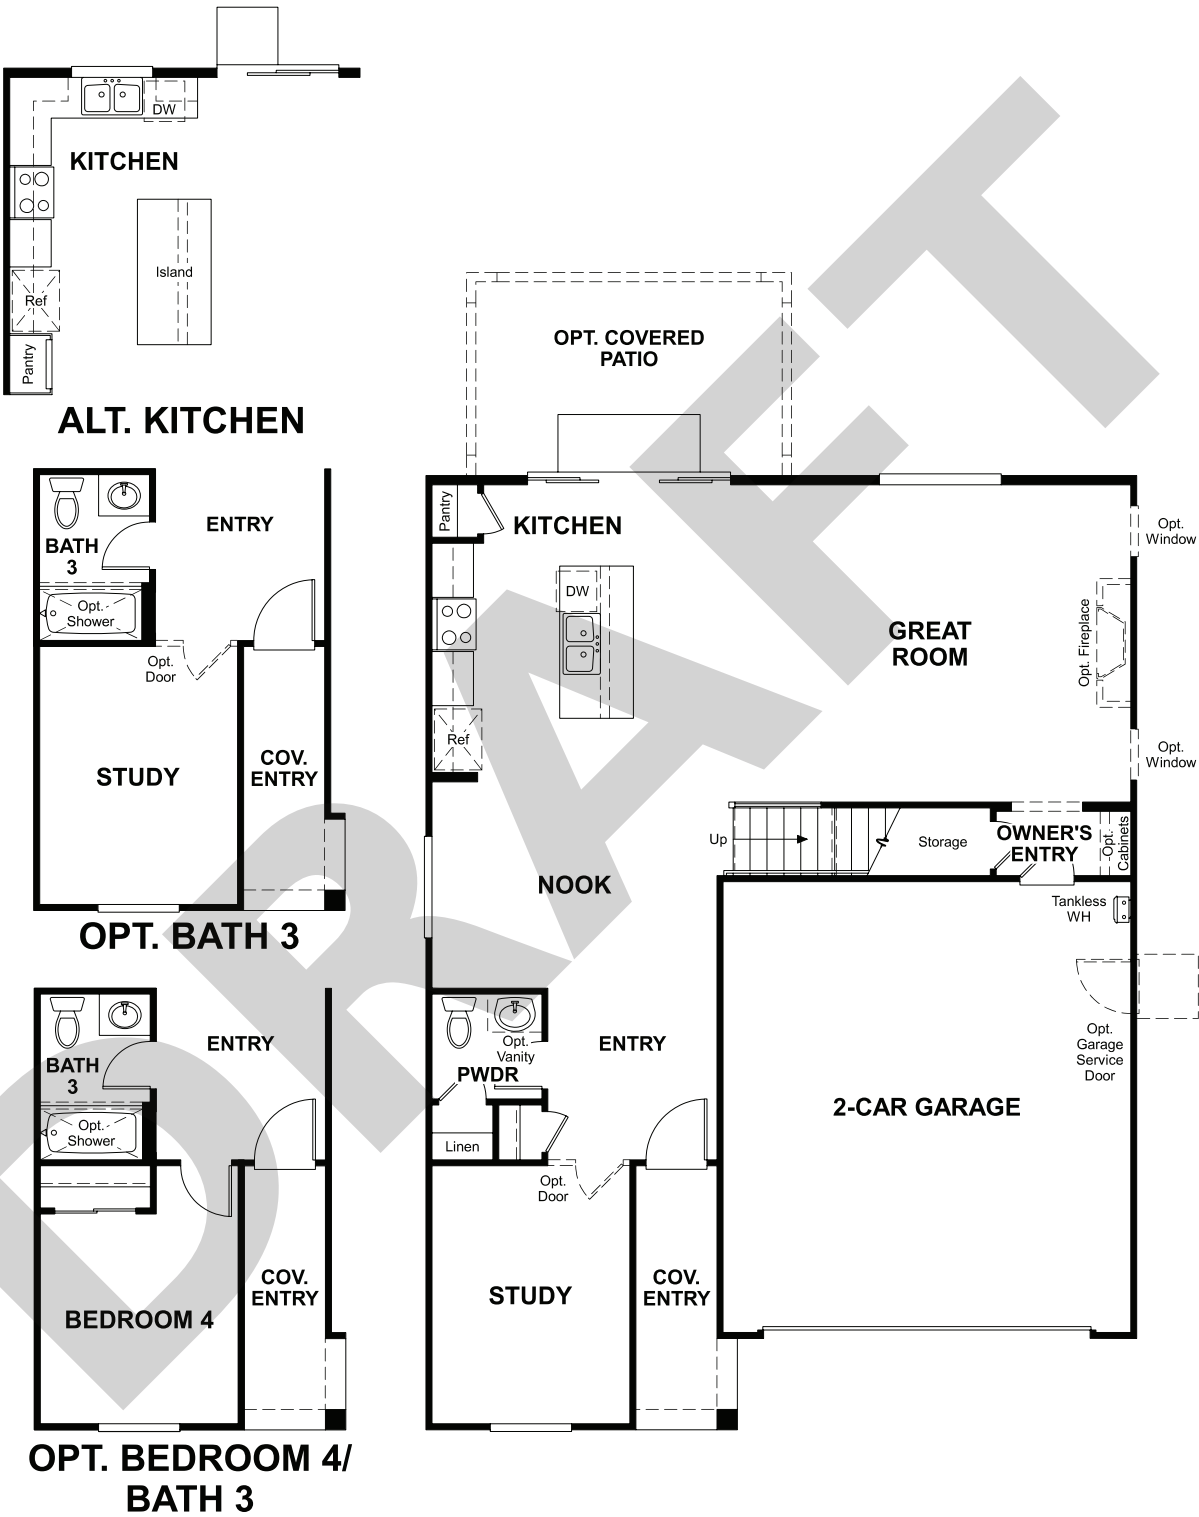 DW
KITCHEN
Island
Ref
Pantry
ALT. KITCHEN
BATH
3
ENTRY
Opt.
Shower
Opt.
Door
STUDY
COV.
ENTRY
OPT. BATH 3
BATH
3
ENTRY
Opt.
Shower
COV.
ENTRY
BEDROOM 4
OPT. BEDROOM 4/
BATH 3
OPT. COVERED
PATIO
Pantry
KITCHEN
DW
Ref
GREAT
ROOM
Opt.
Window
Opt. Fireplace
Opt.
Window
Up
Storage
OWNER'S
ENTRY
Opt.
Cabinets
NOOK
Tankless
WH
Opt.
Vanity
PWDR
ENTRY
Opt.
Garage
Service
Door
2-CAR GARAGE
Linen
Opt.
Door
STUDY
COV.
ENTRY
DRAFT